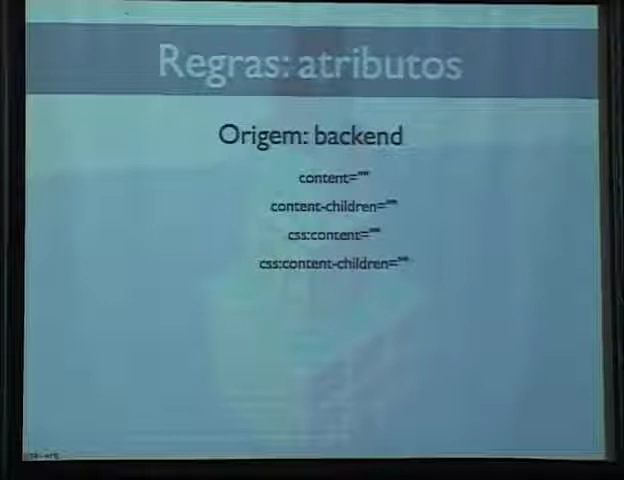 Regras: atributos
Origem: backend
content=""
content-children=""
css:content=""
css:content-children=""